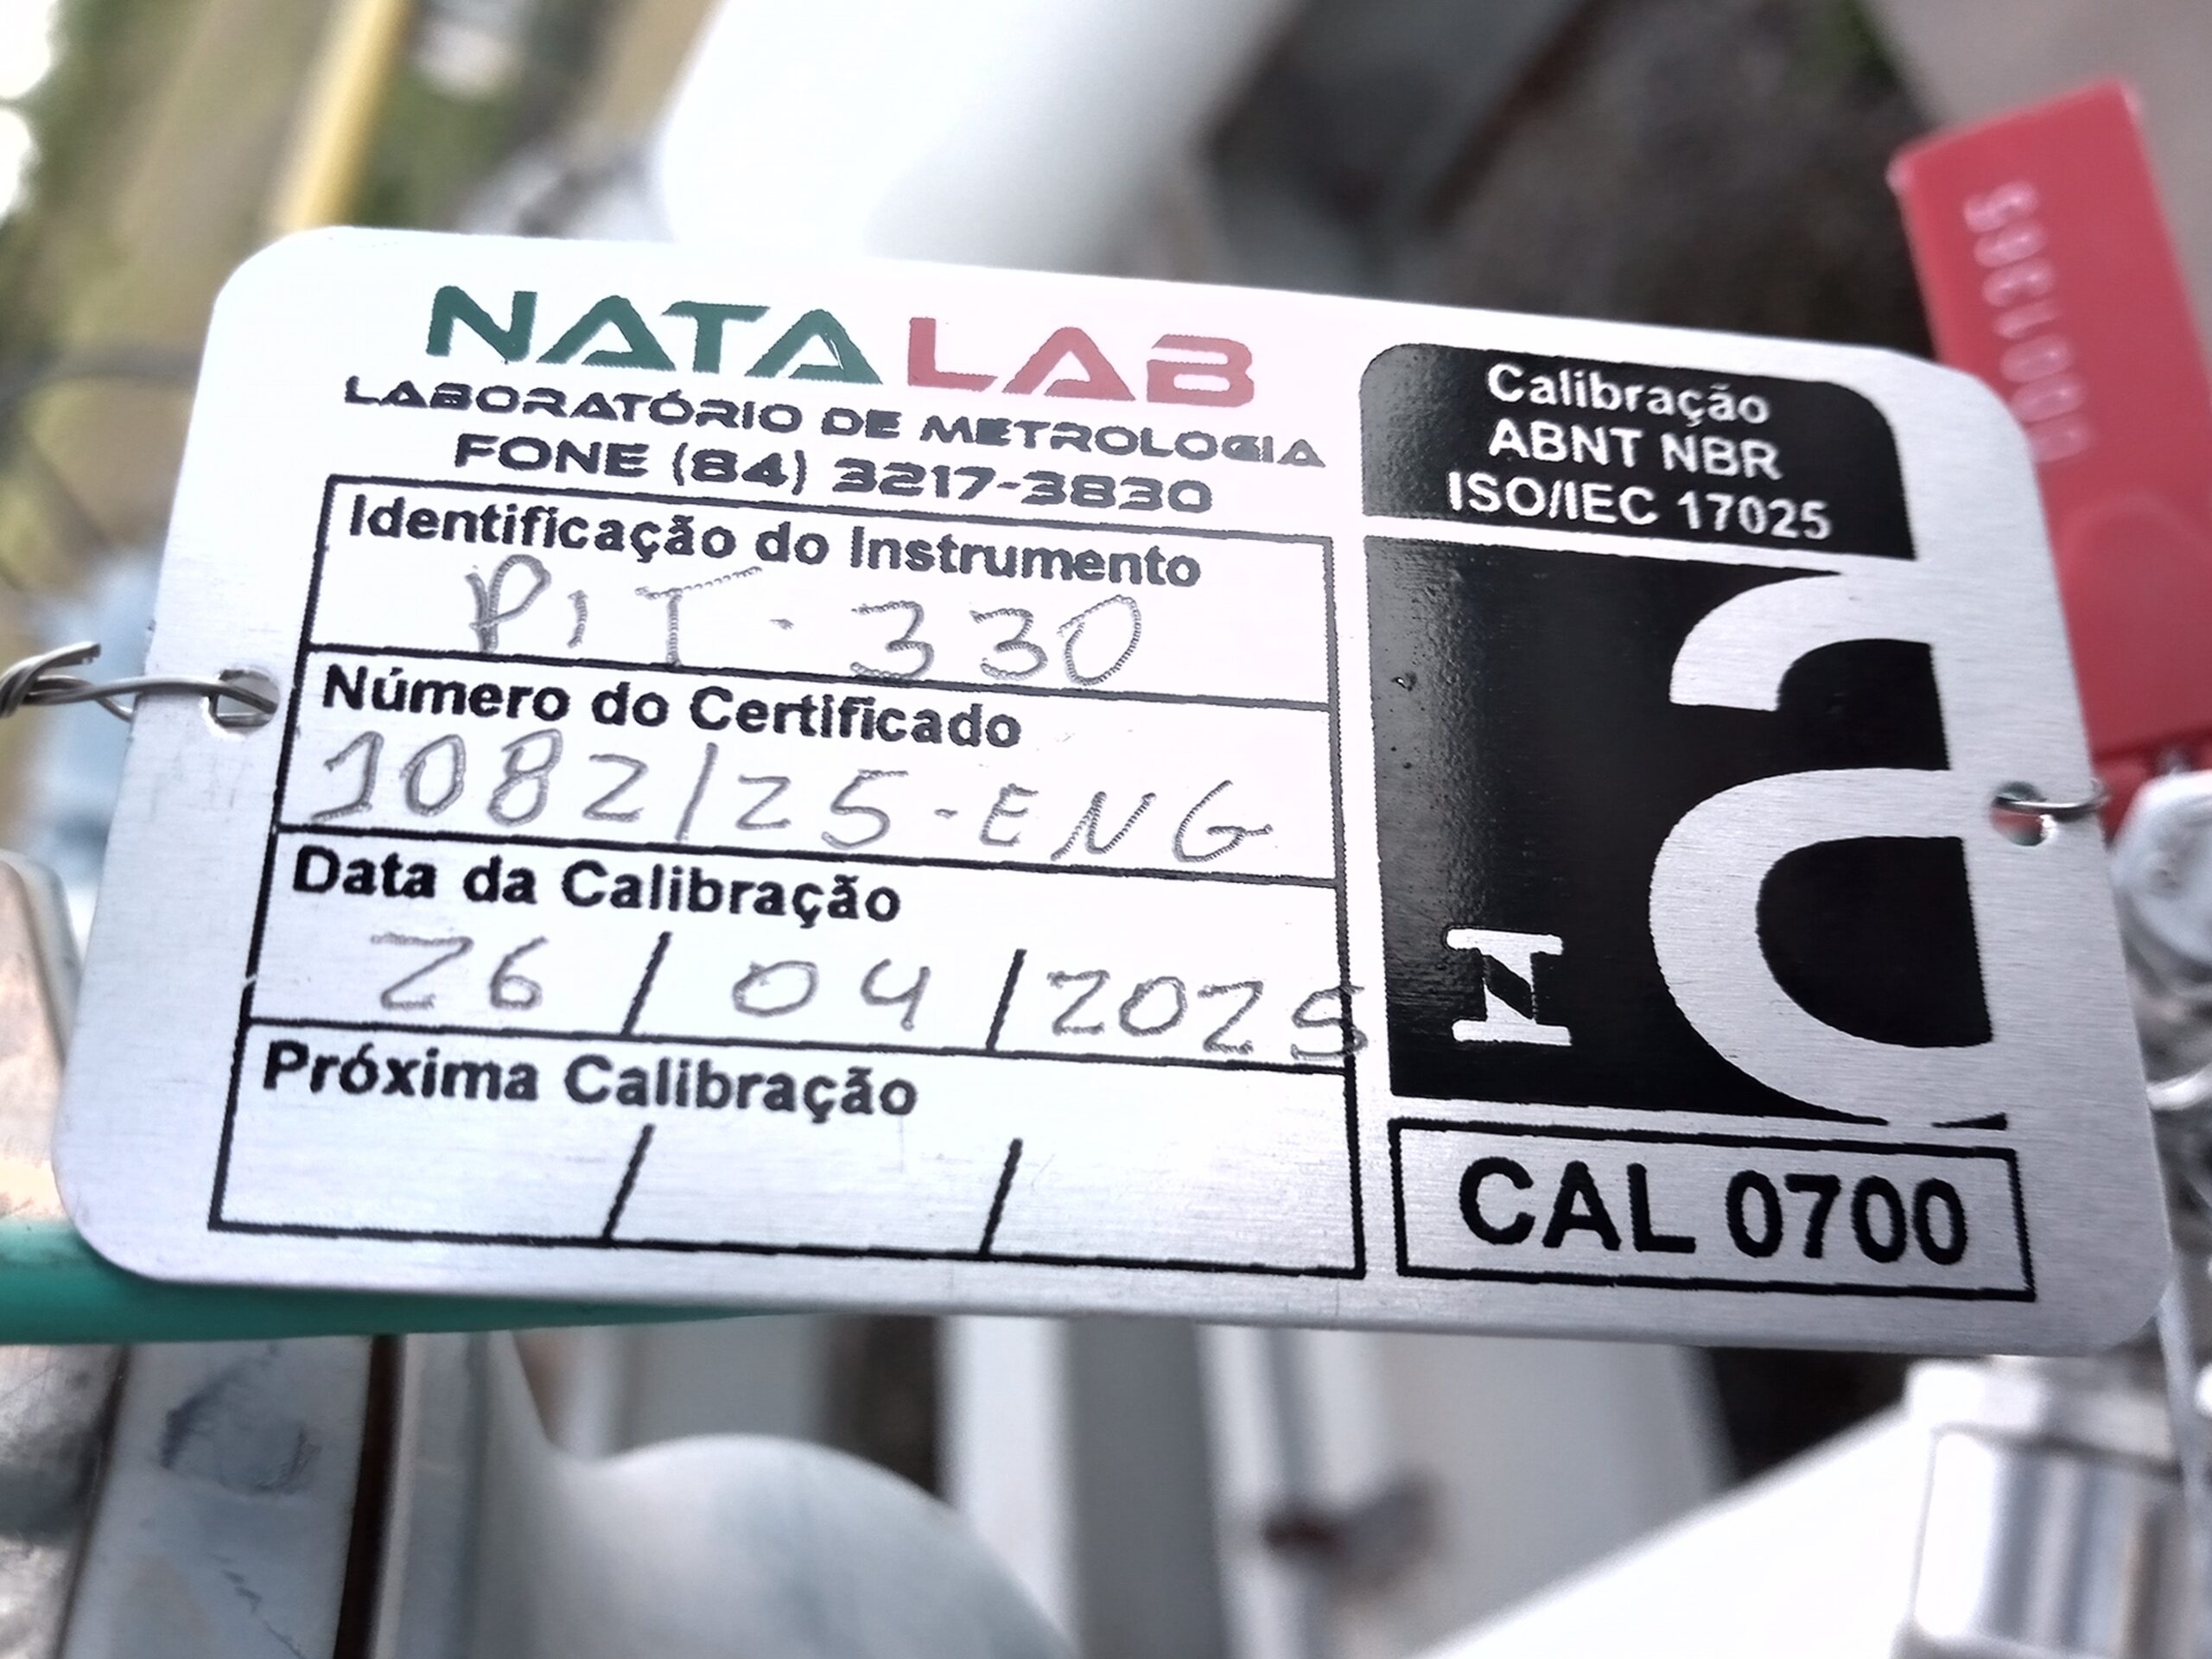 NATALAB
LABORATÓRIO DE METROLOGIA
FONE (84) 3217-3830
Identificação do Instrumento
PIT-330
Número do Certificado
1082/25-ENG
Data da Calibração
26/04/2025
Próxima Calibração
/ /
Calibração
ABNT NBR
ISO/IEC 17025
CAL 0700